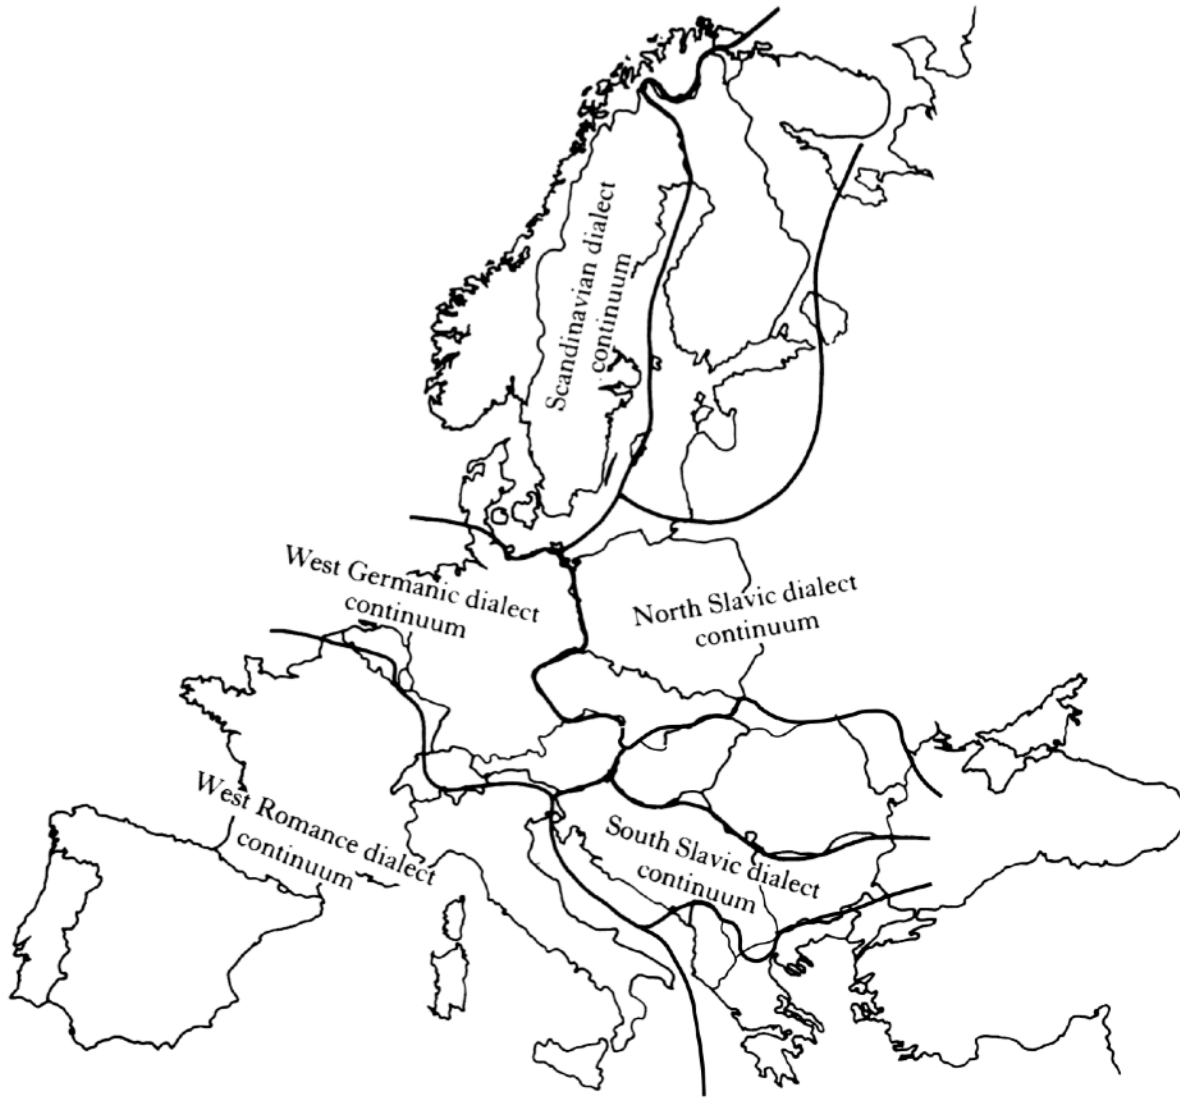 Scandinavian dialect
continuum
West Germanic dialect
continuum
North Slavic dialect
continuum
West Romance dialect
continuum
South Slavic dialect
continuum